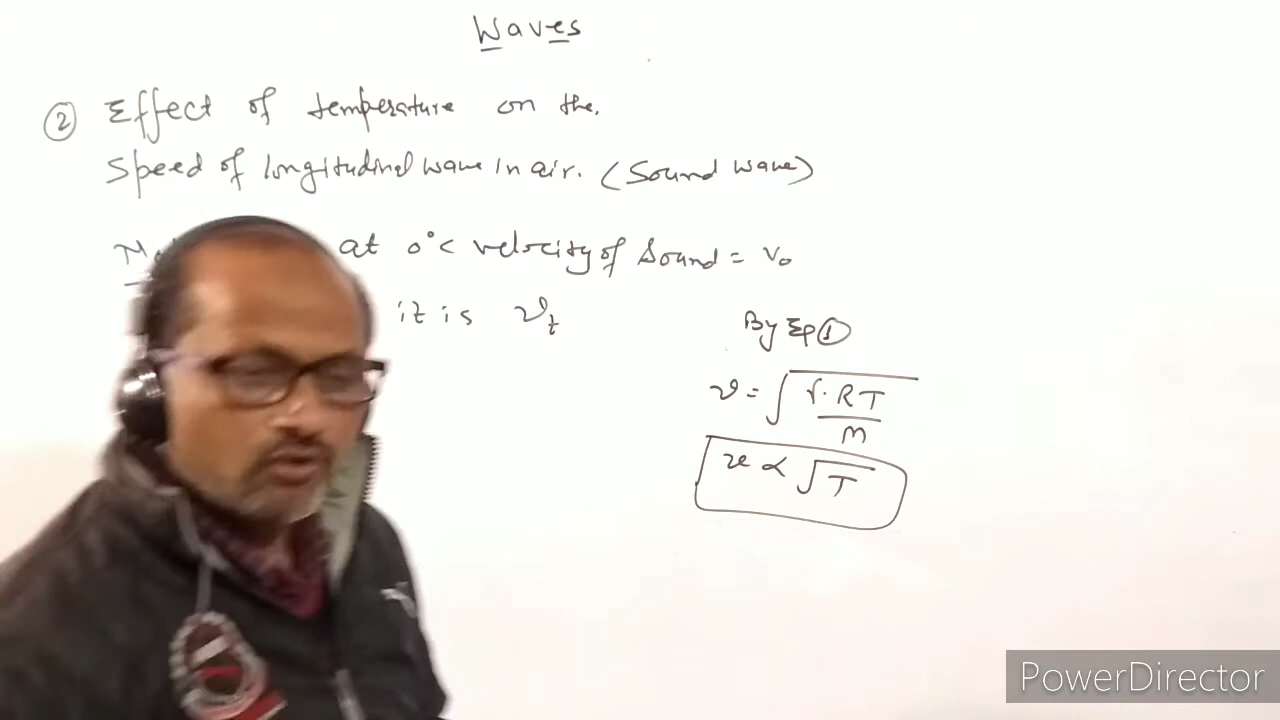 Waves
② Effect of temperature on the.
Speed of longitudinal wave in air. (Sound wave)
at 0°C velocity of Sound = v₀
it is v_t
By Eq ①
v = √(γ·RT/M)
v ∝ √T
PowerDirector